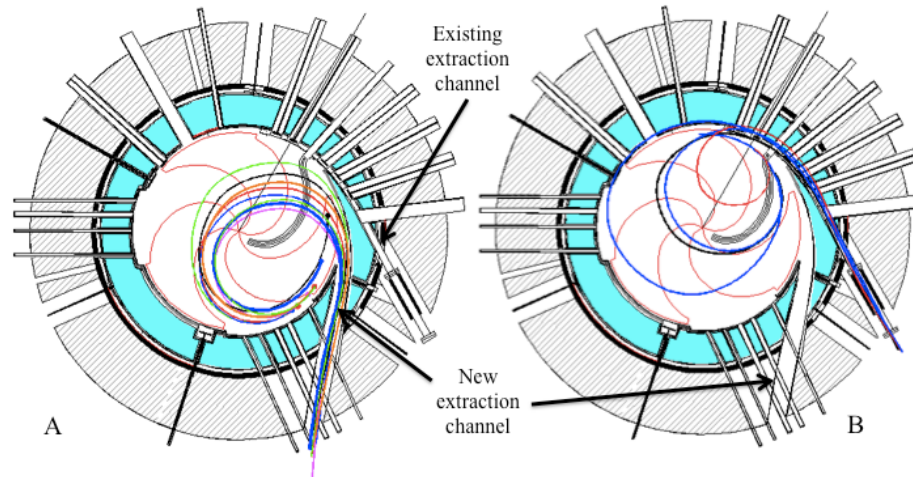 Existing
extraction
channel
New
extraction
channel
A
B